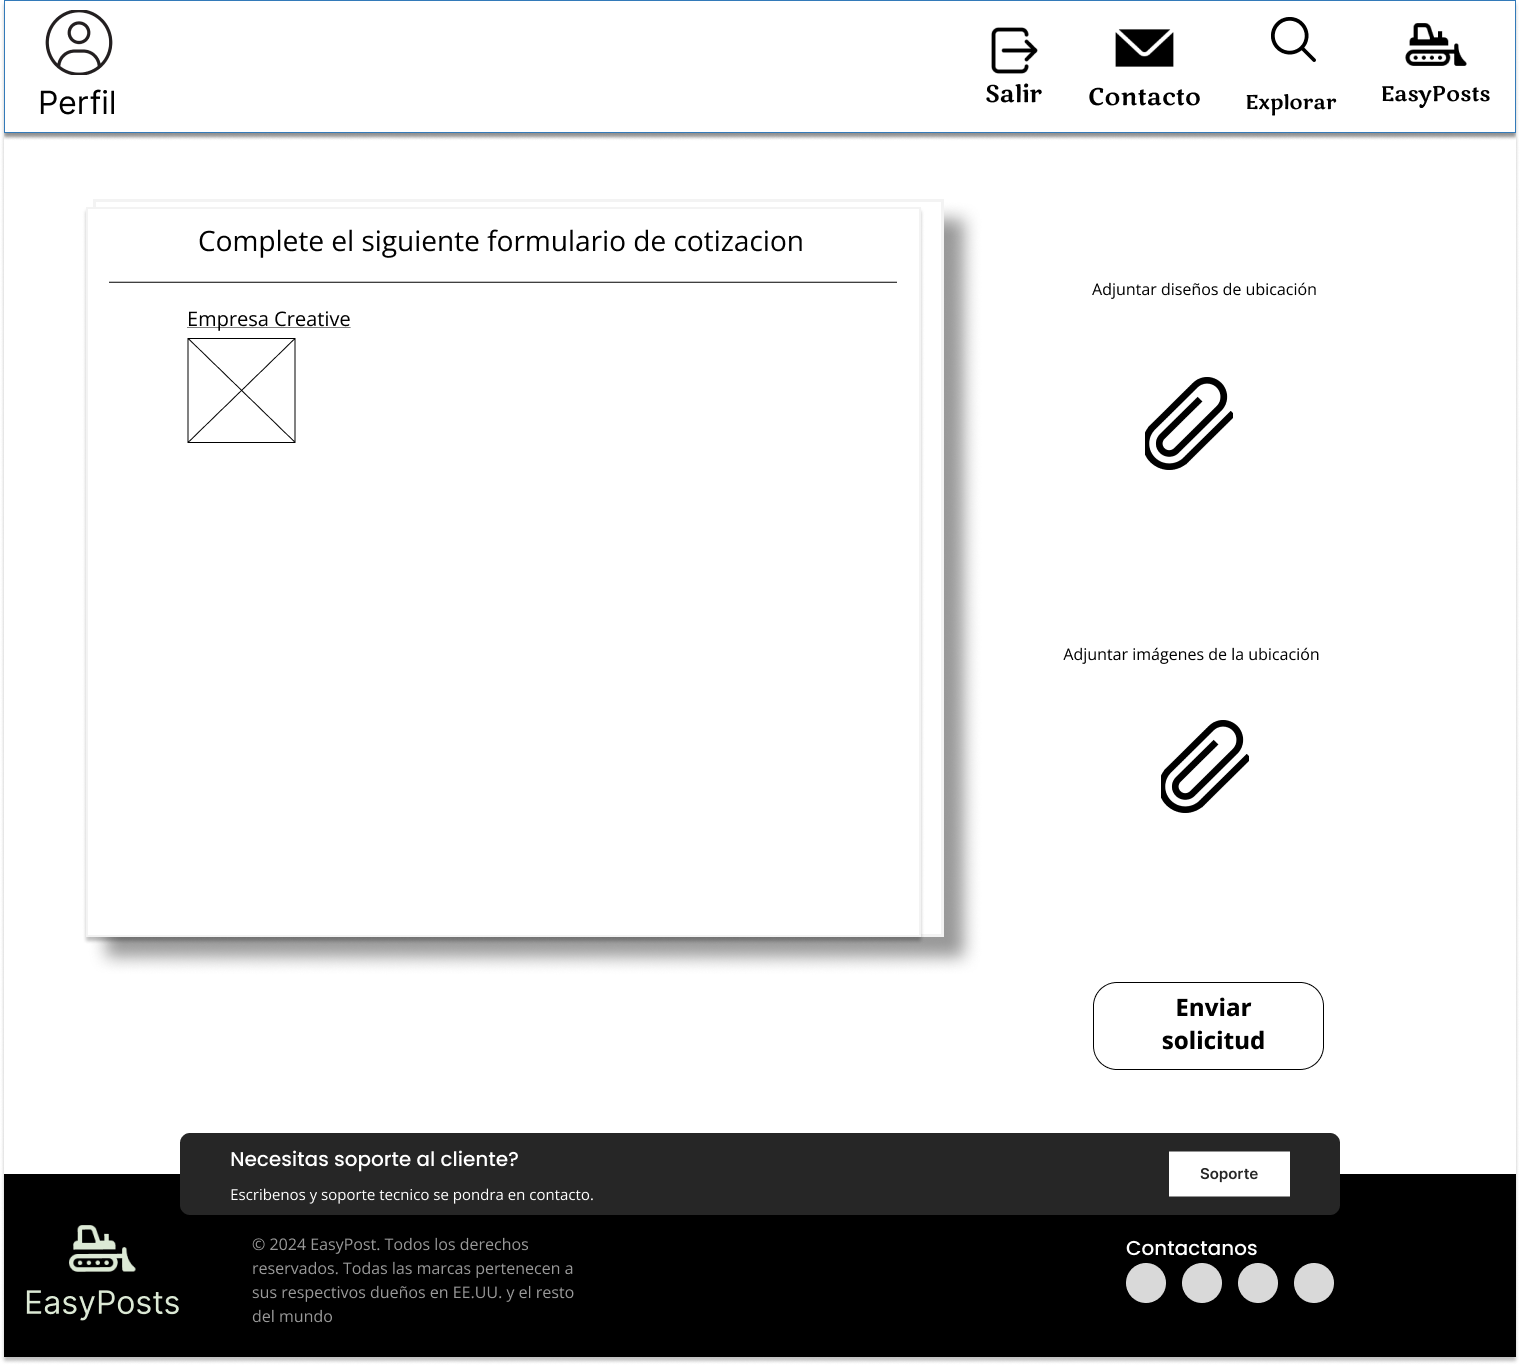 Perfil
Salir
Contacto
Explorar
EasyPosts
Complete el siguiente formulario de cotizacion
Empresa Creative
Adjuntar diseños de ubicación
Adjuntar imágenes de la ubicación
Enviar
solicitud
Necesitas soporte al cliente?
Escribenos y soporte tecnico se pondra en contacto.
Soporte
EasyPosts
© 2024 EasyPost. Todos los derechos
reservados. Todas las marcas pertenecen a
sus respectivos dueños en EE.UU. y el resto
del mundo
Contactanos